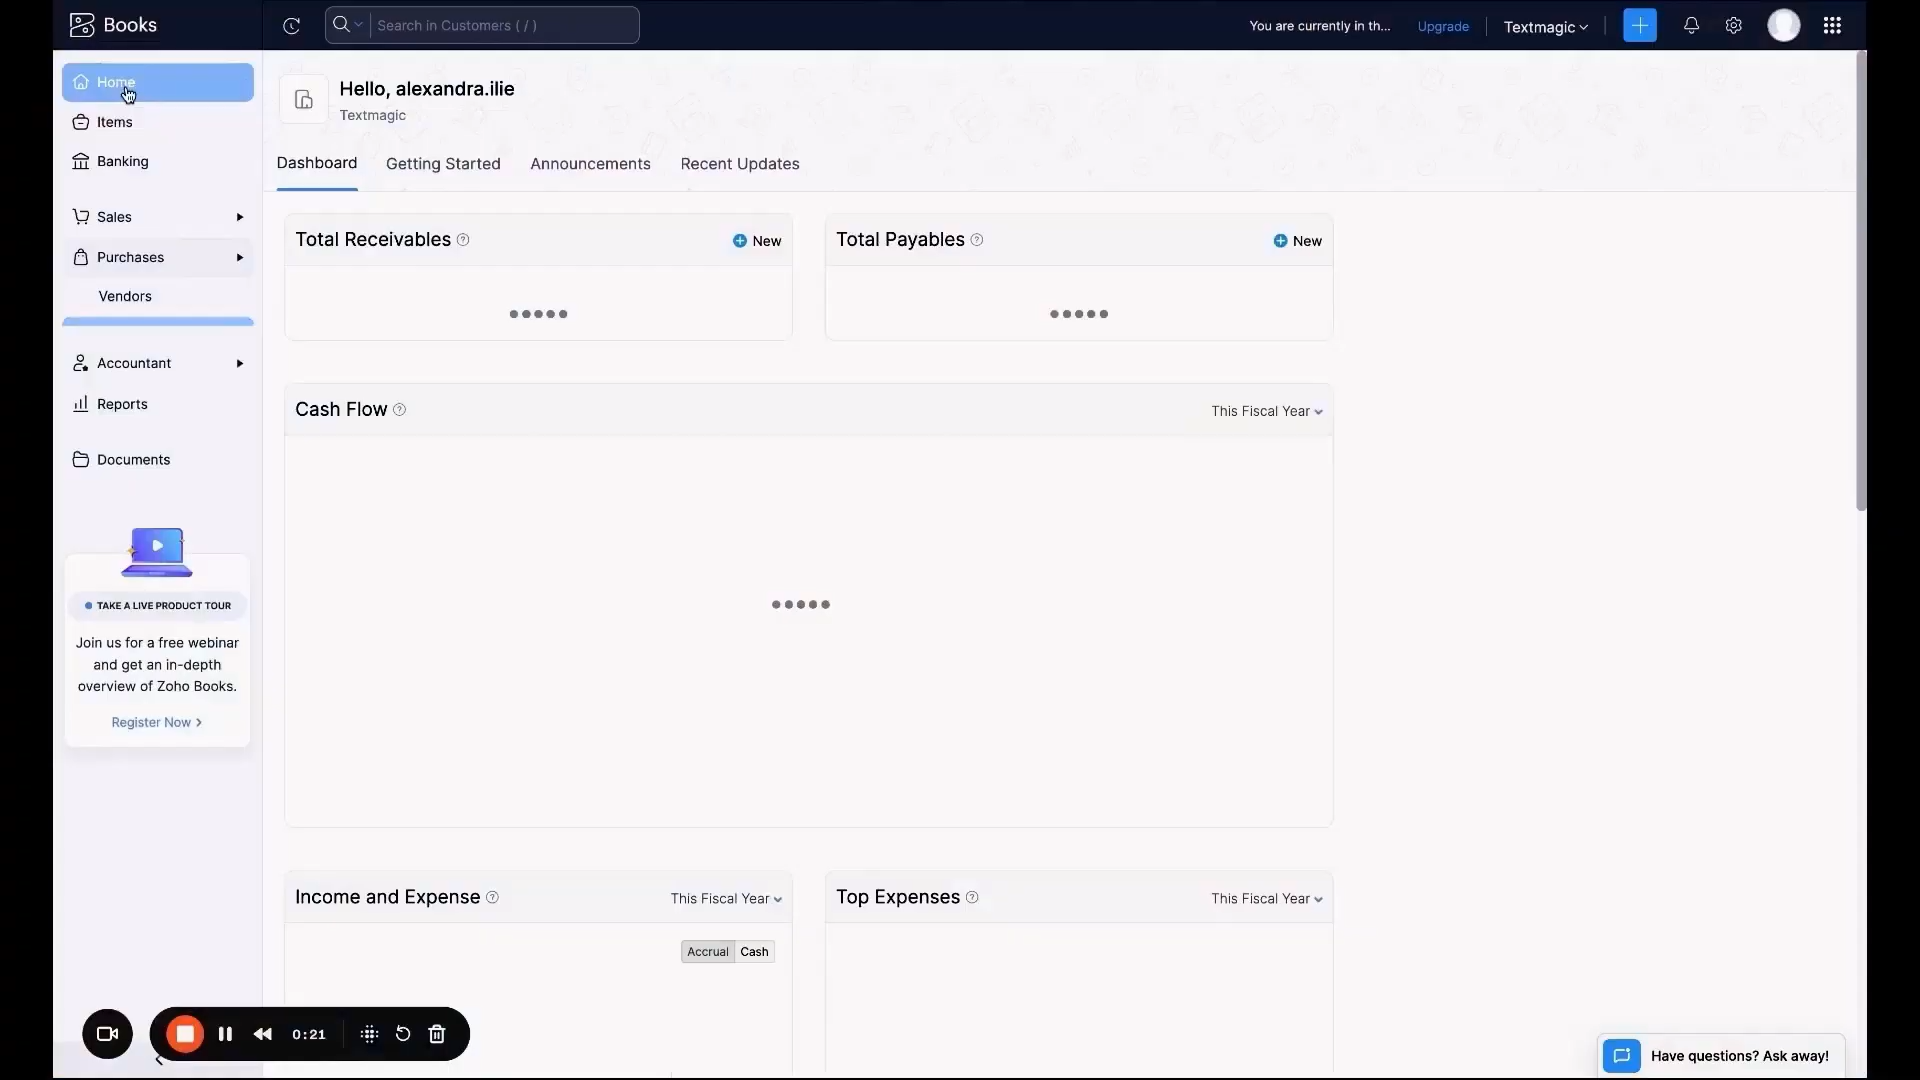 Books
Search in Customers ( / )
You are currently in th...
Upgrade
Textmagic
Home
Items
Banking
Sales
Purchases
Vendors
Accountant
Reports
Documents
TAKE A LIVE PRODUCT TOUR
Join us for a free webinar
and get an in-depth
overview of Zoho Books.
Register Now >
Hello, alexandra.ilie
Textmagic
Dashboard
Getting Started
Announcements
Recent Updates
Total Receivables
New
Total Payables
New
Cash Flow
This Fiscal Year
Income and Expense
This Fiscal Year
Accrual
Cash
Top Expenses
This Fiscal Year
0:21
Have questions? Ask away!